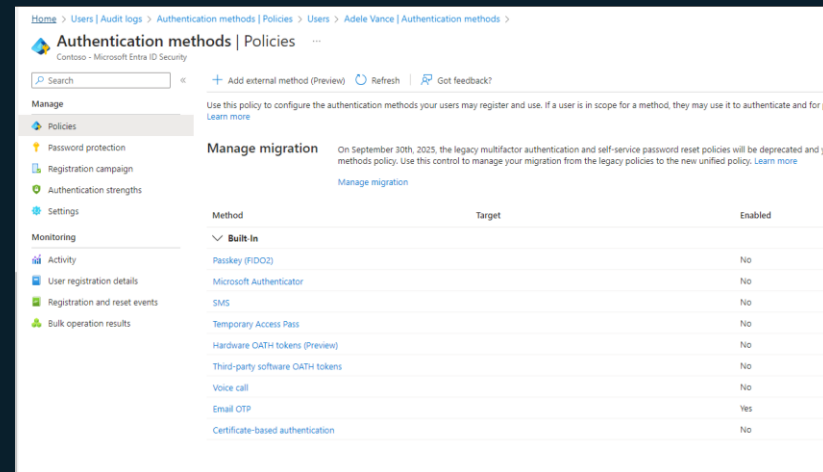 Home > Users | Audit logs > Authentication methods | Policies > Users > Adele Vance | Authentication methods >
Authentication methods | Policies ...
Contoso - Microsoft Entra ID Security
Search
«
+ Add external method (Preview) Refresh Got feedback?
Manage
Policies
Password protection
Registration campaign
Authentication strengths
Settings
Monitoring
Activity
User registration details
Registration and reset events
Bulk operation results
Use this policy to configure the authentication methods your users may register and use. If a user is in scope for a method, they may use it to authenticate and for
Learn more
Manage migration
On September 30th, 2025, the legacy multifactor authentication and self-service password reset policies will be deprecated and
methods policy. Use this control to manage your migration from the legacy policies to the new unified policy. Learn more
Manage migration
Method Target Enabled
Built-In
Passkey (FIDO2) No
Microsoft Authenticator No
SMS No
Temporary Access Pass No
Hardware OATH tokens (Preview) No
Third-party software OATH tokens No
Voice call No
Email OTP Yes
Certificate-based authentication No